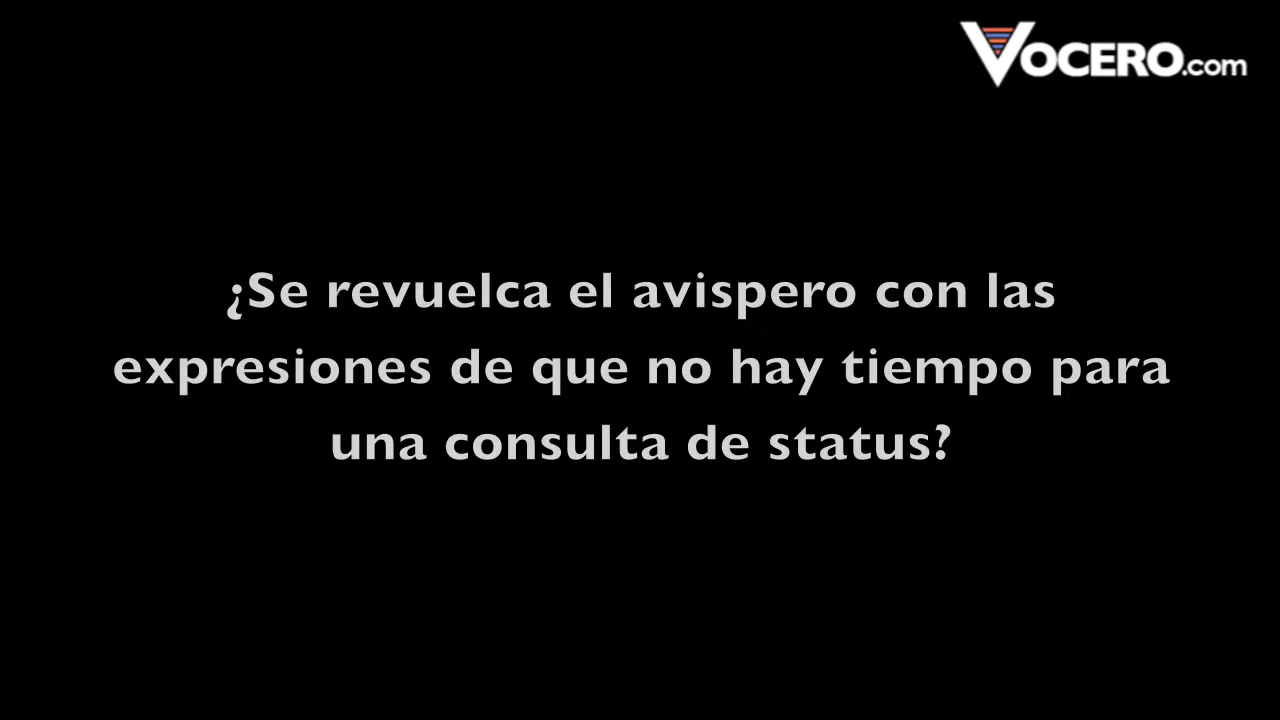 VOCERO.com
¿Se revuelca el avispero con las
expresiones de que no hay tiempo para
una consulta de status?